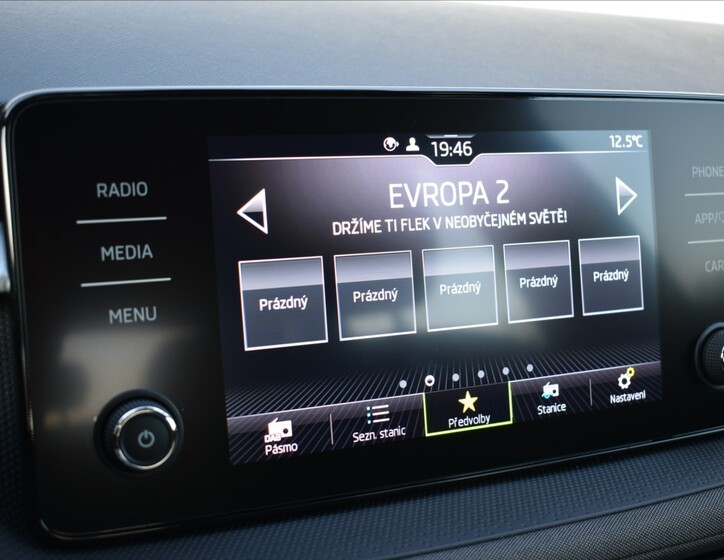 19:46
12.5°C
RADIO
MEDIA
MENU
EVROPA 2
DRŽÍME TI FLEK V NEOBYČEJNÉM SVĚTĚ!
Prázdný
Prázdný
Prázdný
Prázdný
Prázdný
DAB
Pásmo
Sezn. stanic
Předvolby
Stanice
Nastavení
PHONE
APP/
CAR